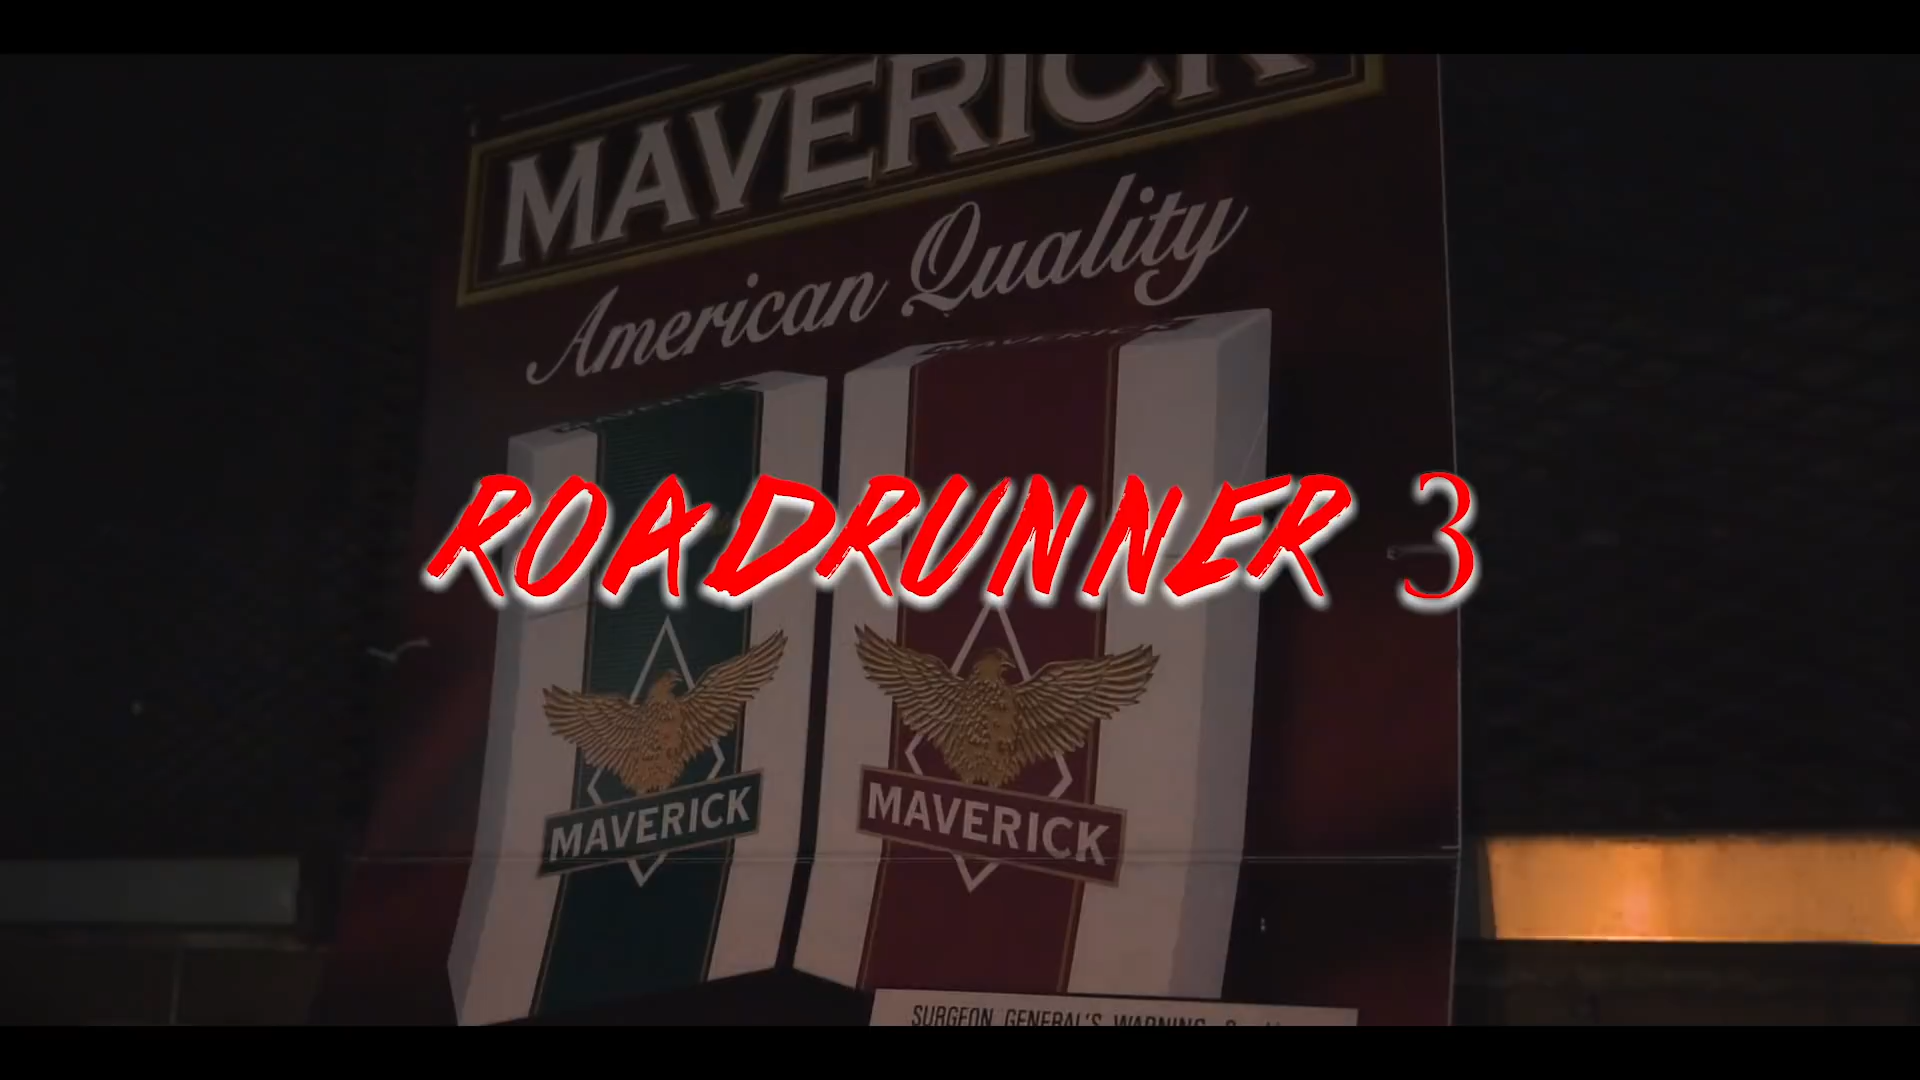 MAVERICK
American Quality
ROADRUNNER 3
MAVERICK
MAVERICK
SURGEON GENERAL'S WARNING: